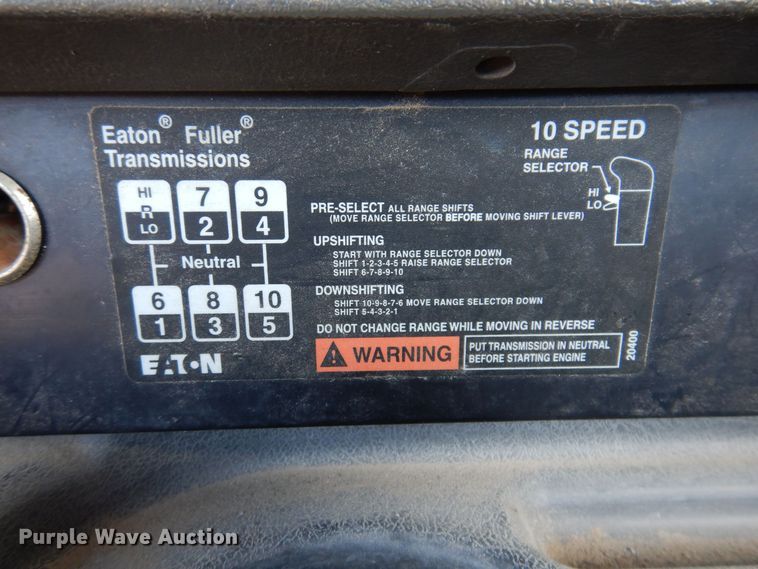 Eaton® Fuller®
Transmissions
10 SPEED
RANGE
SELECTOR
HI
LO
HI
R
LO
7
2
9
4
Neutral
6
1
8
3
10
5
EATON
PRE-SELECT ALL RANGE SHIFTS
(MOVE RANGE SELECTOR BEFORE MOVING SHIFT LEVER)
UPSHIFTING
START WITH RANGE SELECTOR DOWN
SHIFT 1-2-3-4-5 RAISE RANGE SELECTOR
SHIFT 6-7-8-9-10
DOWNSHIFTING
SHIFT 10-9-8-7-6 MOVE RANGE SELECTOR DOWN
SHIFT 5-4-3-2-1
DO NOT CHANGE RANGE WHILE MOVING IN REVERSE
WARNING
PUT TRANSMISSION IN NEUTRAL
BEFORE STARTING ENGINE
20400
Purple Wave Auction